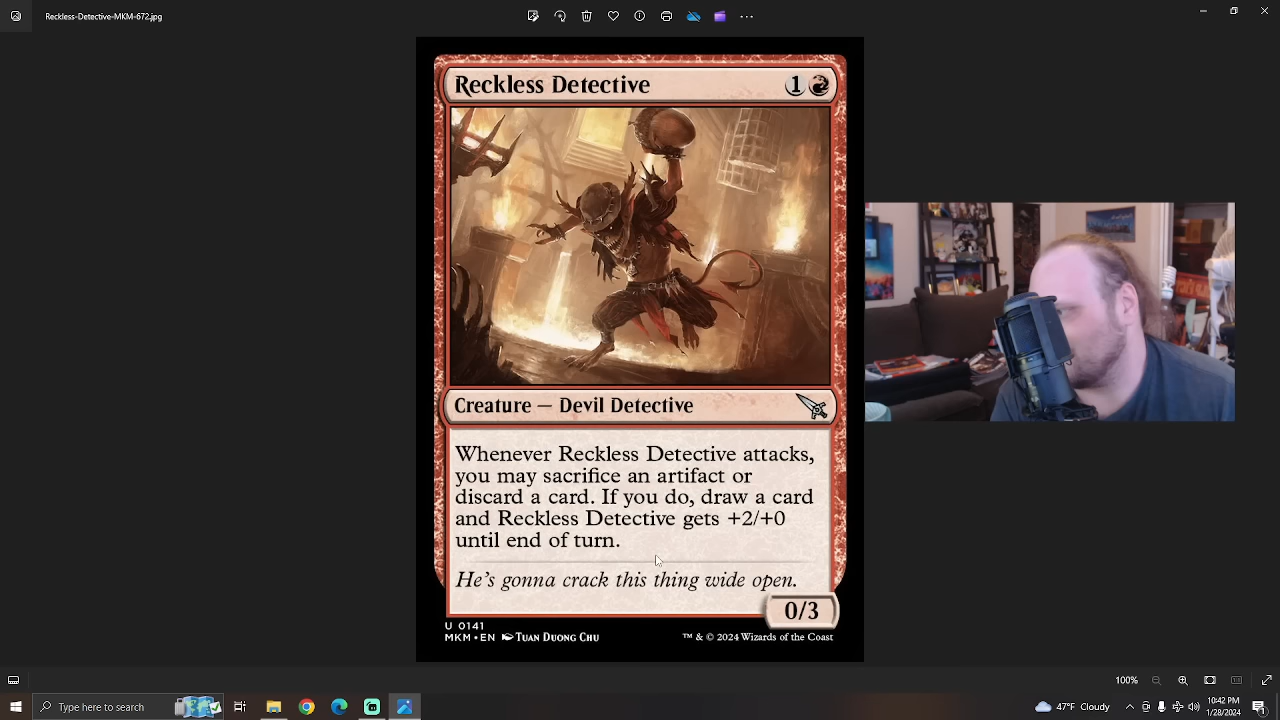 Reckless-Detective-MKM-672.jpg
Reckless Detective
1
Creature — Devil Detective
Whenever Reckless Detective attacks,
you may sacrifice an artifact or
discard a card. If you do, draw a card
and Reckless Detective gets +2/+0
until end of turn.
He's gonna crack this thing wide open.
0/3
U 0141
MKM • EN Tuan Duong Chu
™ & © 2024 Wizards of the Coast
100%
Type here to search
47°F
10:42 PM
1/28/2024